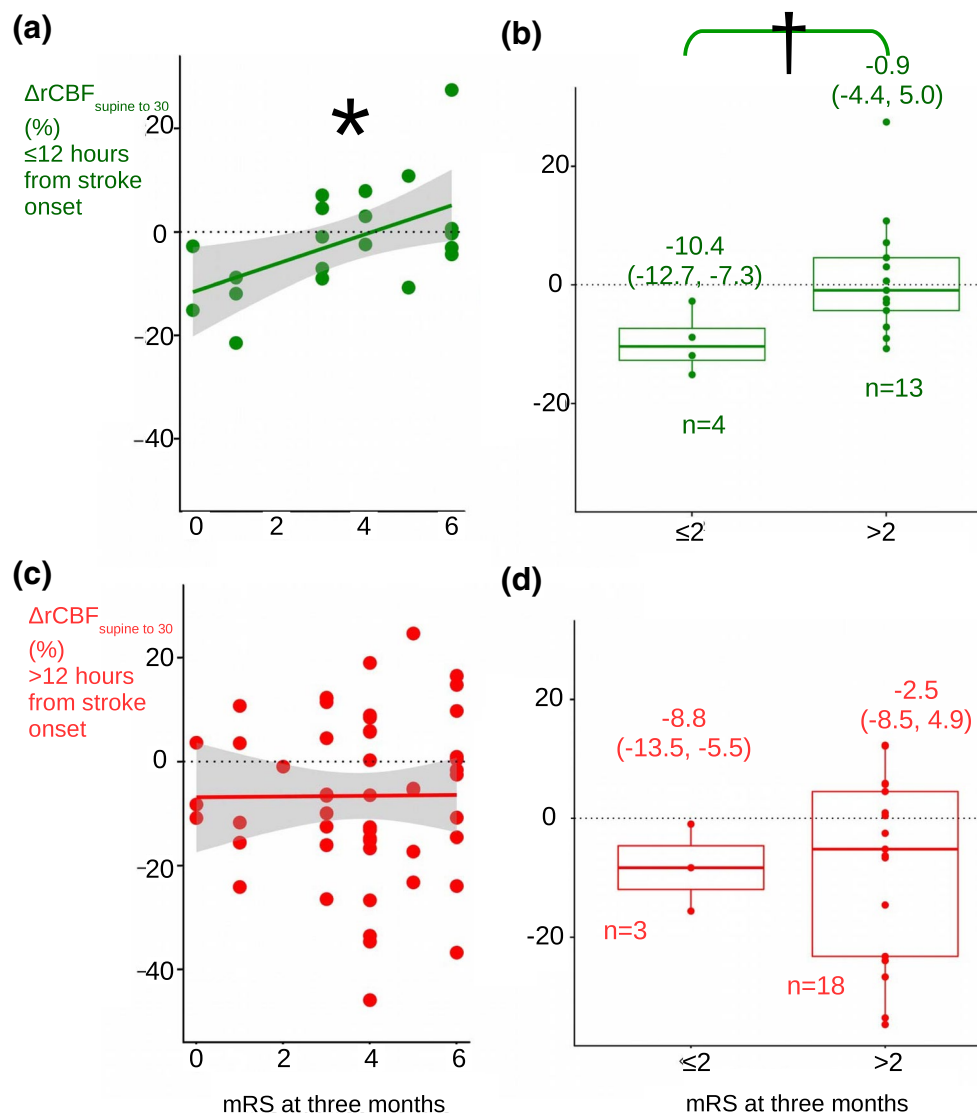 (a)
ΔrCBF supine to 30
(%)
≤12 hours
from stroke
onset
20
0
−20
−40
*
0 2 4 6
(b)
†
-0.9
(-4.4, 5.0)
-10.4
(-12.7, -7.3)
20
0
-20
n=4
n=13
≤2 >2
(c)
ΔrCBF supine to 30
(%)
>12 hours
from stroke
onset
20
0
−20
−40
0 2 4 6
mRS at three months
(d)
-8.8
(-13.5, -5.5)
-2.5
(-8.5, 4.9)
20
0
-20
n=3
n=18
≤2 >2
mRS at three months